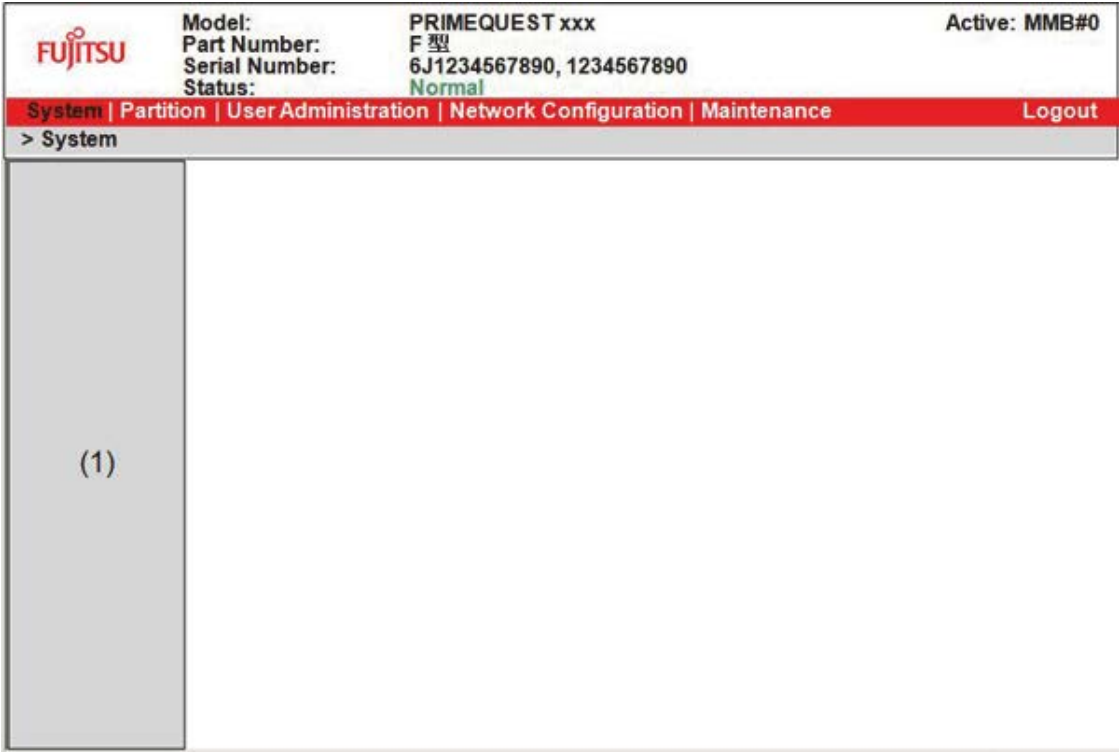 FUJITSU
Model: PRIMEQUEST xxx
Part Number: F 型
Serial Number: 6J1234567890, 1234567890
Status: Normal
Active: MMB#0
System | Partition | User Administration | Network Configuration | Maintenance Logout
> System
(1)